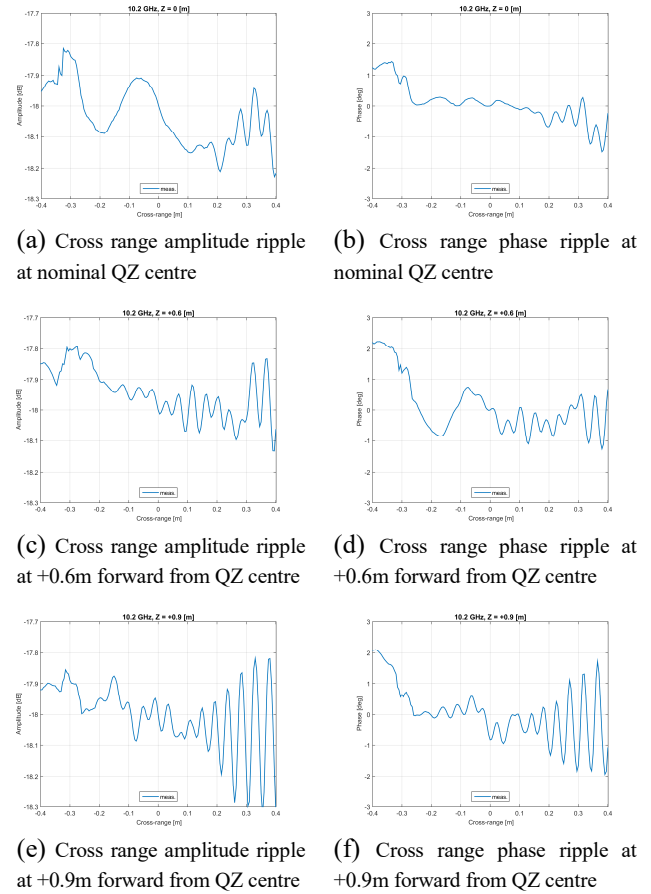 10.2 GHz, Z = 0 [m]
-17.7
-17.8
-17.9
-18
-18.1
-18.2
-18.3
Amplitude [dB]
meas.
-0.4 -0.3 -0.2 -0.1 0 0.1 0.2 0.3 0.4
Cross-range [m]
10.2 GHz, Z = 0 [m]
3
2
1
0
-1
-2
-3
Phase [deg]
meas.
-0.4 -0.3 -0.2 -0.1 0 0.1 0.2 0.3 0.4
Cross-range [m]
(a) Cross range amplitude ripple
at nominal QZ centre
(b) Cross range phase ripple at
nominal QZ centre
10.2 GHz, Z = +0.6 [m]
-17.7
-17.8
-17.9
-18
-18.1
-18.2
-18.3
Amplitude [dB]
meas.
-0.4 -0.3 -0.2 -0.1 0 0.1 0.2 0.3 0.4
Cross-range [m]
10.2 GHz, Z = +0.6 [m]
3
2
1
0
-1
-2
-3
Phase [deg]
meas.
-0.4 -0.3 -0.2 -0.1 0 0.1 0.2 0.3 0.4
Cross-range [m]
(c) Cross range amplitude ripple
at +0.6m forward from QZ centre
(d) Cross range phase ripple at
+0.6m forward from QZ centre
10.2 GHz, Z = +0.9 [m]
-17.7
-17.8
-17.9
-18
-18.1
-18.2
-18.3
Amplitude [dB]
meas.
-0.4 -0.3 -0.2 -0.1 0 0.1 0.2 0.3 0.4
Cross-range [m]
10.2 GHz, Z = +0.9 [m]
3
2
1
0
-1
-2
-3
Phase [deg]
meas.
-0.4 -0.3 -0.2 -0.1 0 0.1 0.2 0.3 0.4
Cross-range [m]
(e) Cross range amplitude ripple
at +0.9m forward from QZ centre
(f) Cross range phase ripple at
+0.9m forward from QZ centre